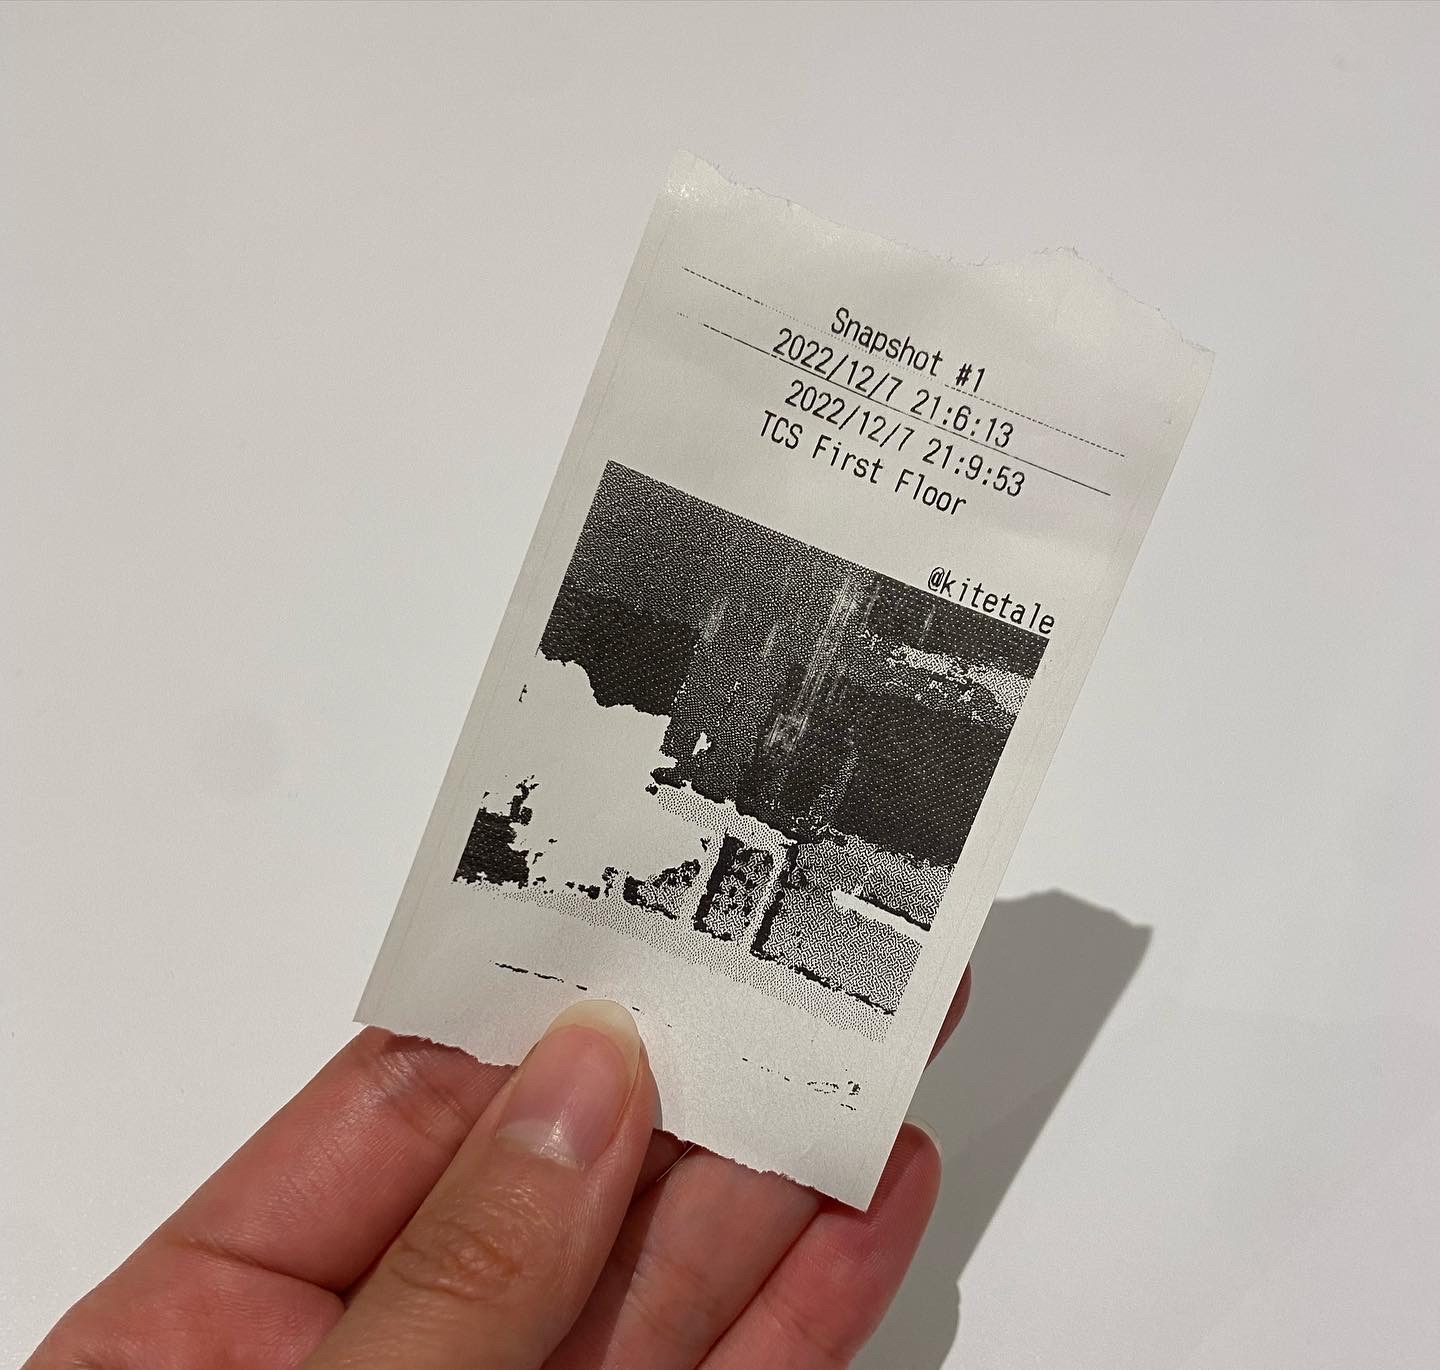 Snapshot #1
2022/12/7 21:6:13
2022/12/7 21:9:53
TCS First Floor
@kitetale